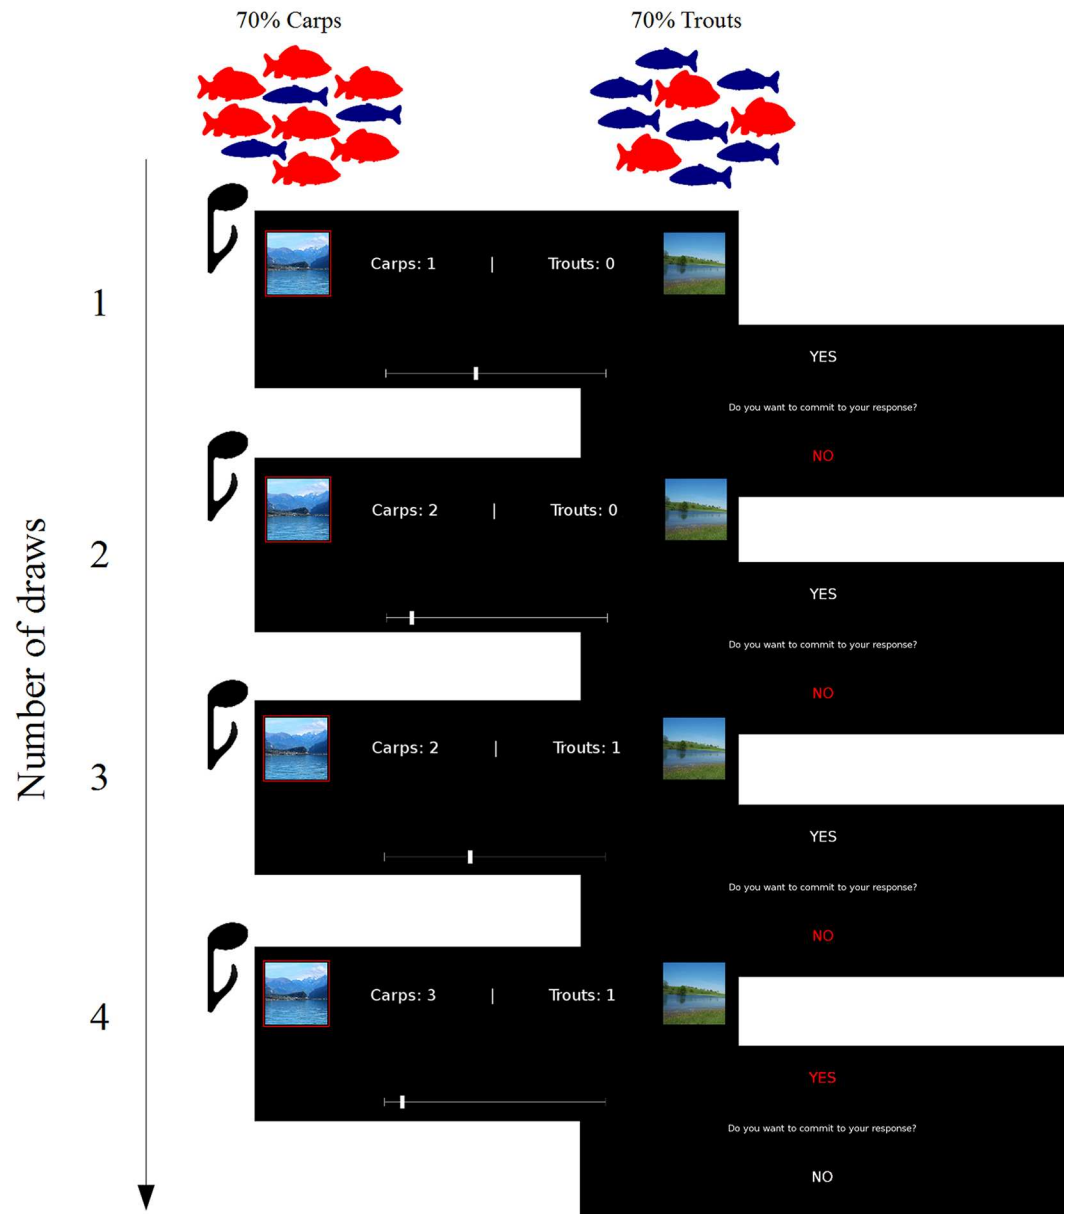 70% Carps
70% Trouts
Number of draws
1
Carps: 1 | Trouts: 0
YES
Do you want to commit to your response?
NO
2
Carps: 2 | Trouts: 0
YES
Do you want to commit to your response?
NO
3
Carps: 2 | Trouts: 1
YES
Do you want to commit to your response?
NO
4
Carps: 3 | Trouts: 1
YES
Do you want to commit to your response?
NO